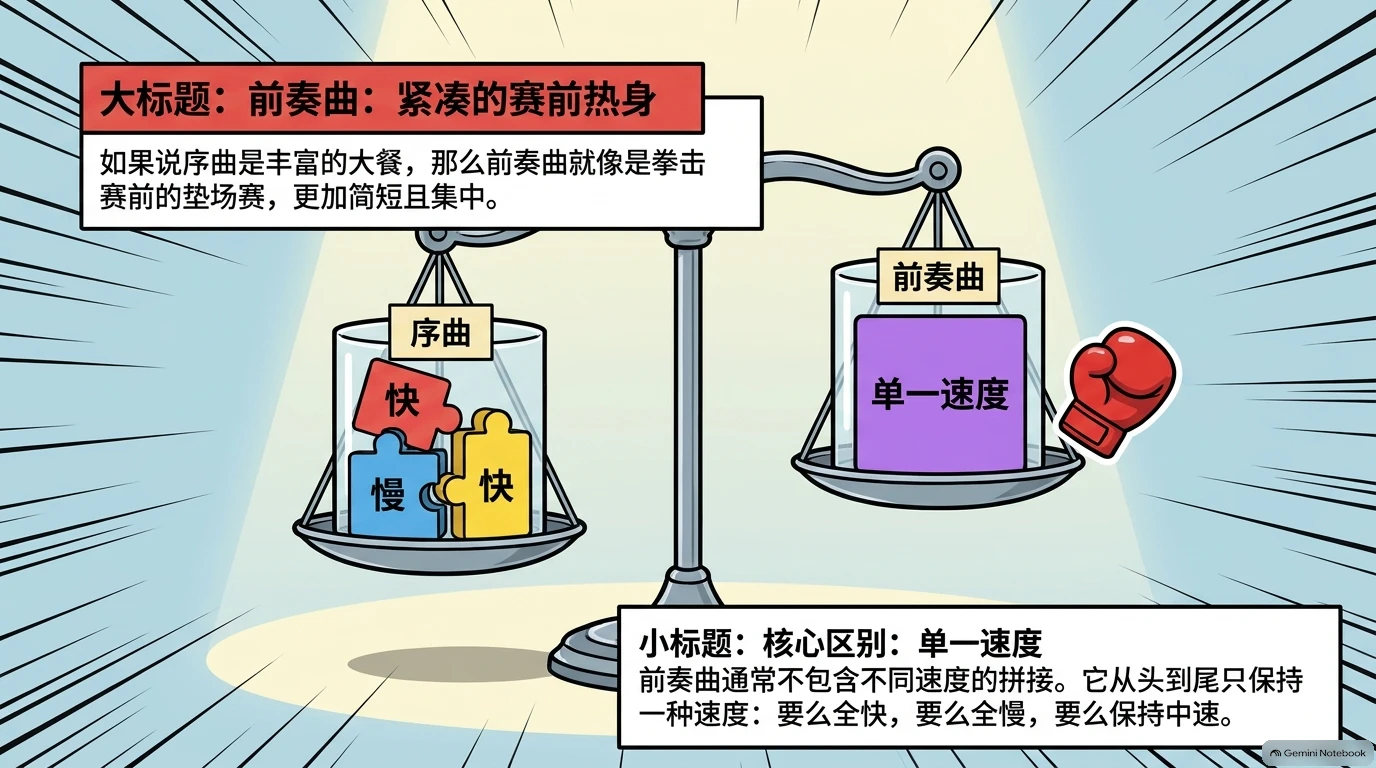 大标题：前奏曲：紧凑的赛前热身
如果说序曲是丰富的大餐，那么前奏曲就像是拳击
赛前的垫场赛，更加简短且集中。
序曲
快
慢
快
前奏曲
单一速度
小标题：核心区别：单一速度
前奏曲通常不包含不同速度的拼接。它从头到尾只保持
一种速度：要么全快，要么全慢，要么保持中速。
Gemini Notebook